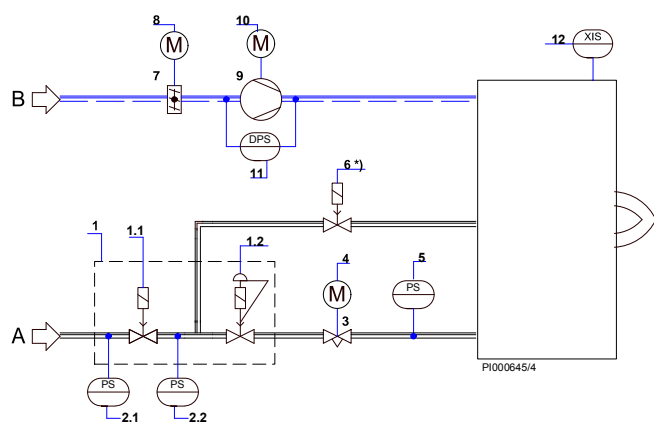 8
10
M
M
12
XIS
7
9
B
DPS
11
6 *)
1
1.1
1.2
4
5
M
PS
A
3
PI000645/4
PS
PS
2.1
2.2